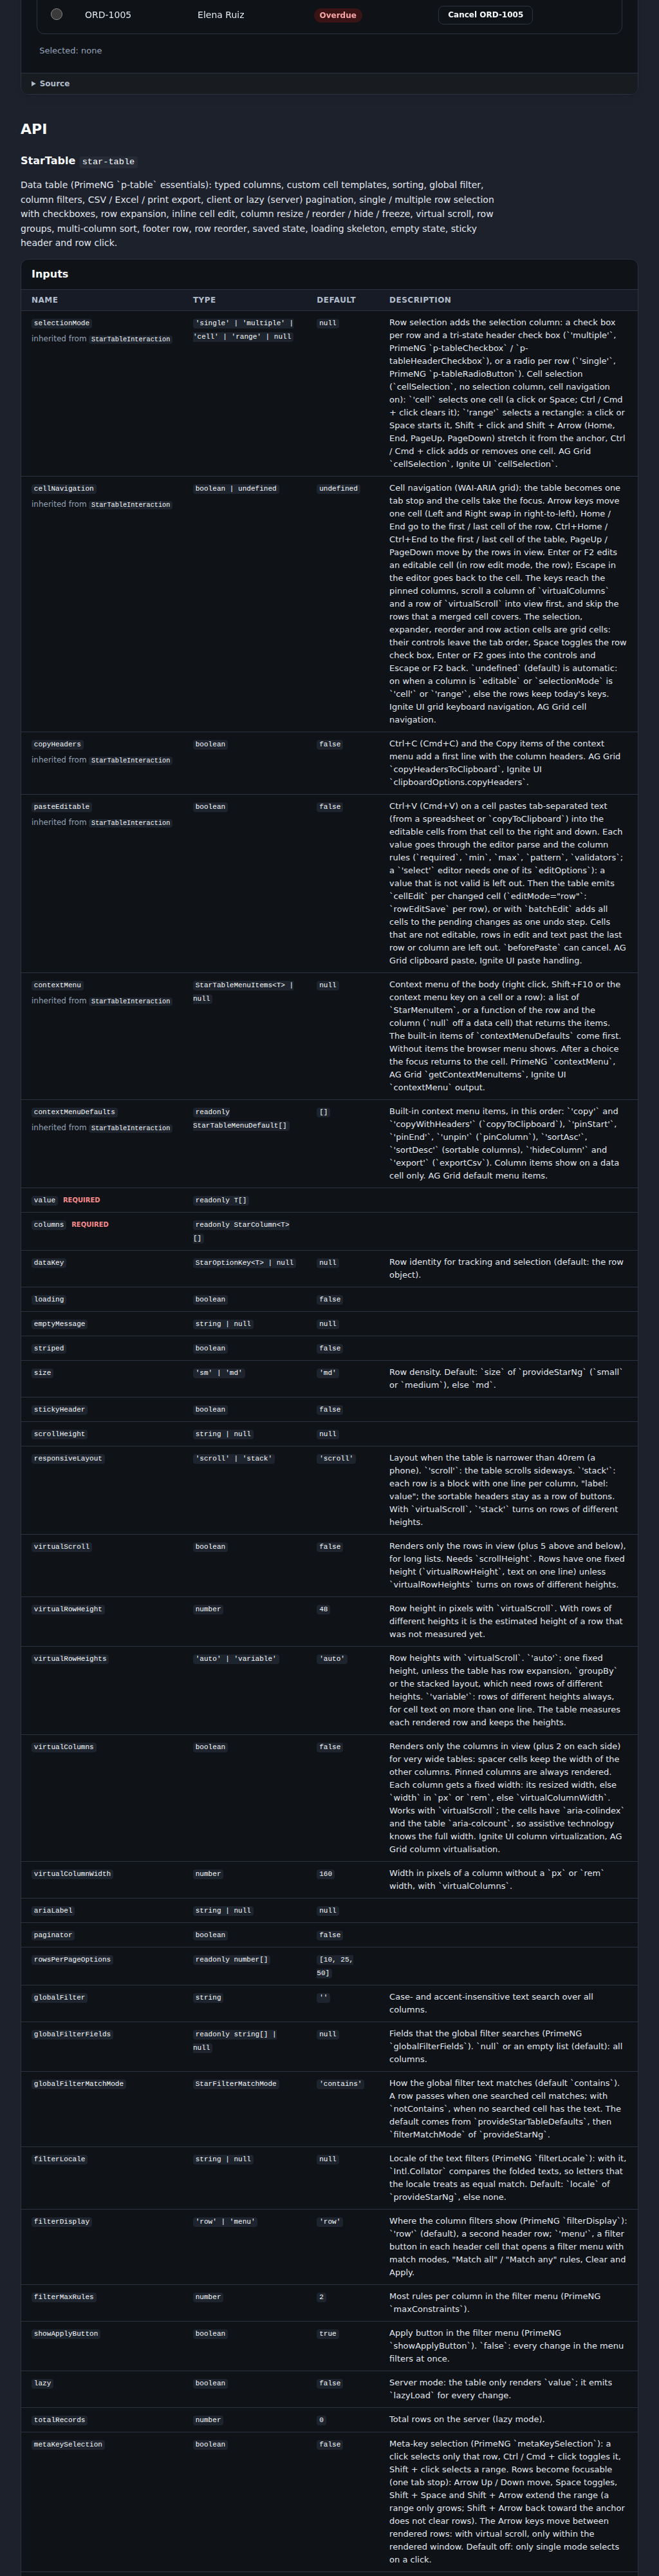 ORD-1005 Elena Ruiz Overdue Cancel ORD-1005
Selected: none
▶ Source
API
StarTable star-table
Data table (PrimeNG `p-table` essentials): typed columns, custom cell templates, sorting, global filter,
column filters, CSV / Excel / print export, client or lazy (server) pagination, single / multiple row selection
with checkboxes, row expansion, inline cell edit, column resize / reorder / hide / freeze, virtual scroll, row
groups, multi-column sort, footer row, row reorder, saved state, loading skeleton, empty state, sticky
header and row click.
Inputs
NAME TYPE DEFAULT DESCRIPTION
selectionMode 'single' | 'multiple' | null Row selection adds the selection column: a check box
inherited from StarTableInteraction 'cell' | 'range' | null per row and a tri-state header check box (`'multiple'`,
PrimeNG `p-tableCheckbox` / `p-
tableHeaderCheckbox`), or a radio per row (`'single'`,
PrimeNG `p-tableRadioButton`). Cell selection
(`cellSelection`, no selection column, cell navigation
on): `'cell'` selects one cell (a click or Space; Ctrl / Cmd
+ click clears it); `'range'` selects a rectangle: a click or
Space starts it, Shift + click and Shift + Arrow (Home,
End, PageUp, PageDown) stretch it from the anchor, Ctrl
/ Cmd + click adds or removes one cell. AG Grid
`cellSelection`, Ignite UI `cellSelection`.
cellNavigation boolean | undefined undefined Cell navigation (WAI-ARIA grid): the table becomes one
inherited from StarTableInteraction tab stop and the cells take the focus. Arrow keys move
one cell (Left and Right swap in right-to-left), Home /
End go to the first / last cell of the row, Ctrl+Home /
Ctrl+End to the first / last cell of the table, PageUp /
PageDown move by the rows in view. Enter or F2 edits
an editable cell (in row edit mode, the row); Escape in
the editor goes back to the cell. The keys reach the
pinned columns, scroll a column of `virtualColumns`
and a row of `virtualScroll` into view first, and skip the
rows that a merged cell covers. The selection,
expander, reorder and row action cells are grid cells:
their controls leave the tab order, Space toggles the row
check box, Enter or F2 goes into the controls and
Escape or F2 back. `undefined` (default) is automatic:
on when a column is `editable` or `selectionMode` is
`'cell'` or `'range'`, else the rows keep today's keys.
Ignite UI grid keyboard navigation, AG Grid cell
navigation.
copyHeaders boolean false Ctrl+C (Cmd+C) and the Copy items of the context
inherited from StarTableInteraction menu add a first line with the column headers. AG Grid
`copyHeadersToClipboard`, Ignite UI
`clipboardOptions.copyHeaders`.
pasteEditable boolean false Ctrl+V (Cmd+V) on a cell pastes tab-separated text
inherited from StarTableInteraction (from a spreadsheet or `copyToClipboard`) into the
editable cells from that cell to the right and down. Each
value goes through the editor parse and the column
rules (`required`, `min`, `max`, `pattern`, `validators`;
a `'select'` editor needs one of its `editOptions`): a
value that is not valid is left out. Then the table emits
`cellEdit` per changed cell (`editMode="row"`:
`rowEditSave` per row), or with `batchEdit` adds all
cells to the pending changes as one undo step. Cells
that are not editable, rows in edit and text past the last
row or column are left out. `beforePaste` can cancel. AG
Grid clipboard paste, Ignite UI paste handling.
contextMenu StarTableMenuItems<T> | null Context menu of the body (right click, Shift+F10 or the
inherited from StarTableInteraction null context menu key on a cell or a row): a list of
`StarMenuItem`, or a function of the row and the
column (`null` off a data cell) that returns the items.
The built-in items of `contextMenuDefaults` come first.
Without items the browser menu shows. After a choice
the focus returns to the cell. PrimeNG `contextMenu`,
AG Grid `getContextMenuItems`, Ignite UI
`contextMenu` output.
contextMenuDefaults readonly [] Built-in context menu items, in this order: `'copy'` and
inherited from StarTableInteraction StarTableMenuDefault[] `'copyWithHeaders'` (`copyToClipboard`), `'pinStart'`,
`'pinEnd'`, `'unpin'` (`pinColumn`), `'sortAsc'`,
`'sortDesc'` (sortable columns), `'hideColumn'` and
`'export'` (`exportCsv`). Column items show on a data
cell only. AG Grid default menu items.
value REQUIRED readonly T[]
columns REQUIRED readonly StarColumn<T>
[]
dataKey StarOptionKey<T> | null null Row identity for tracking and selection (default: the row
object).
loading boolean false
emptyMessage string | null null
striped boolean false
size 'sm' | 'md' 'md' Row density. Default: `size` of `provideStarNg` (`small`
or `medium`), else `md`.
stickyHeader boolean false
scrollHeight string | null null
responsiveLayout 'scroll' | 'stack' 'scroll' Layout when the table is narrower than 40rem (a
phone). `'scroll'`: the table scrolls sideways. `'stack'`:
each row is a block with one line per column, "label:
value"; the sortable headers stay as a row of buttons.
With `virtualScroll`, `'stack'` turns on rows of different
heights.
virtualScroll boolean false Renders only the rows in view (plus 5 above and below),
for long lists. Needs `scrollHeight`. Rows have one fixed
height (`virtualRowHeight`, text on one line) unless
`virtualRowHeights` turns on rows of different heights.
virtualRowHeight number 48 Row height in pixels with `virtualScroll`. With rows of
different heights it is the estimated height of a row that
was not measured yet.
virtualRowHeights 'auto' | 'variable' 'auto' Row heights with `virtualScroll`. `'auto'`: one fixed
height, unless the table has row expansion, `groupBy`
or the stacked layout, which need rows of different
heights. `'variable'`: rows of different heights always,
for cell text on more than one line. The table measures
each rendered row and keeps the heights.
virtualColumns boolean false Renders only the columns in view (plus 2 on each side)
for very wide tables: spacer cells keep the width of the
other columns. Pinned columns are always rendered.
Each column gets a fixed width: its resized width, else
`width` in `px` or `rem`, else `virtualColumnWidth`.
Works with `virtualScroll`; the cells have `aria-colindex`
and the table `aria-colcount`, so assistive technology
knows the full width. Ignite UI column virtualization, AG
Grid column virtualisation.
virtualColumnWidth number 160 Width in pixels of a column without a `px` or `rem`
width, with `virtualColumns`.
ariaLabel string | null null
paginator boolean false
rowsPerPageOptions readonly number[] [10, 25,
50]
globalFilter string '' Case- and accent-insensitive text search over all
columns.
globalFilterFields readonly string[] | null Fields that the global filter searches (PrimeNG
null `globalFilterFields`). `null` or an empty list (default): all
columns.
globalFilterMatchMode StarFilterMatchMode 'contains' How the global filter text matches (default `contains`).
A row passes when one searched cell matches; with
`notContains`, when no searched cell has the text. The
default comes from `provideStarTableDefaults`, then
`filterMatchMode` of `provideStarNg`.
filterLocale string | null null Locale of the text filters (PrimeNG `filterLocale`): with it,
`Intl.Collator` compares the folded texts, so letters that
the locale treats as equal match. Default: `locale` of
`provideStarNg`, else none.
filterDisplay 'row' | 'menu' 'row' Where the column filters show (PrimeNG `filterDisplay`):
`'row'` (default), a second header row; `'menu'`, a filter
button in each header cell that opens a filter menu with
match modes, "Match all" / "Match any" rules, Clear and
Apply.
filterMaxRules number 2 Most rules per column in the filter menu (PrimeNG
`maxConstraints`).
showApplyButton boolean true Apply button in the filter menu (PrimeNG
`showApplyButton`). `false`: every change in the menu
filters at once.
lazy boolean false Server mode: the table only renders `value`; it emits
`lazyLoad` for every change.
totalRecords number 0 Total rows on the server (lazy mode).
metaKeySelection boolean false Meta-key selection (PrimeNG `metaKeySelection`): a
click selects only that row, Ctrl / Cmd + click toggles it,
Shift + click selects a range. Rows become focusable
(one tab stop): Arrow Up / Down move, Space toggles,
Shift + Space and Shift + Arrow extend the range (a
range only grows; Shift + Arrow back toward the anchor
does not clear rows). The Arrow keys move between
rendered rows: with virtual scroll, only within the
rendered window. Default off: only single mode selects
on a click.